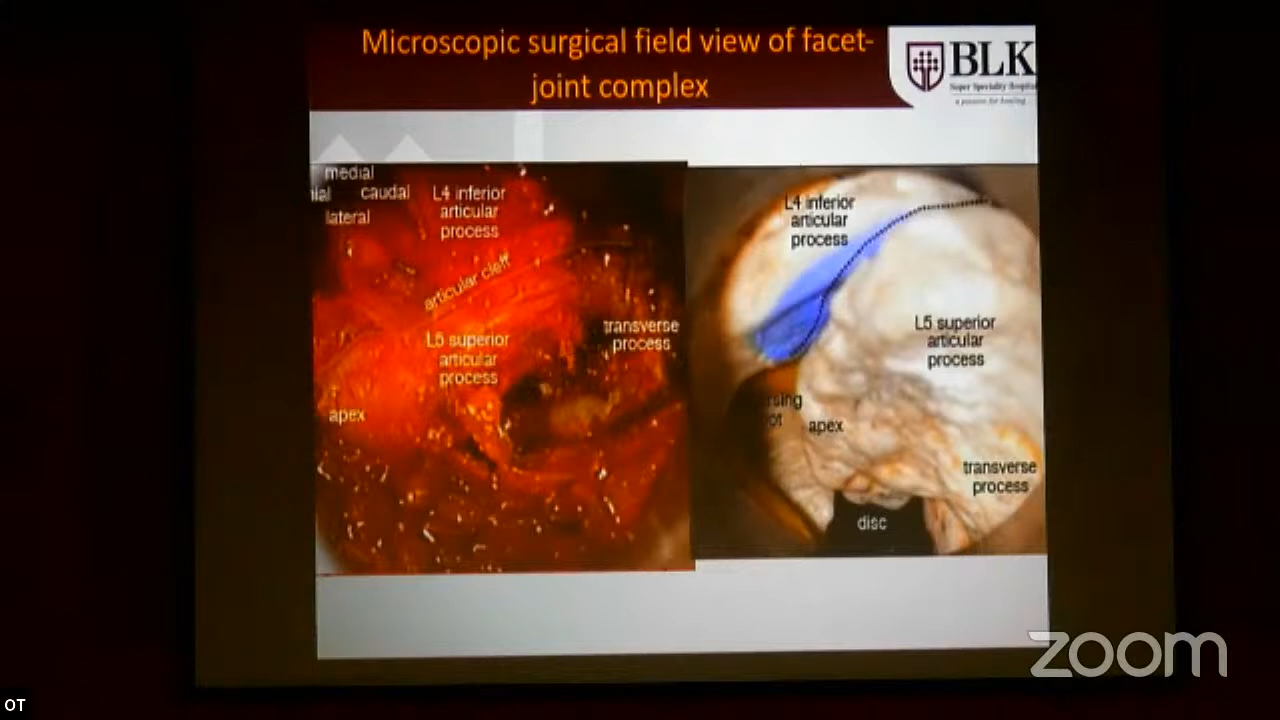 Microscopic surgical field view of facet-
joint complex
BLK
Super Speciality Hospital
a passion for healing
medial
caudal
lateral
L4 inferior
articular
process
articular cleft
L5 superior
articular
process
transverse
process
apex
L4 inferior
articular
process
L5 superior
articular
process
apex
transverse
process
disc
zoom
OT